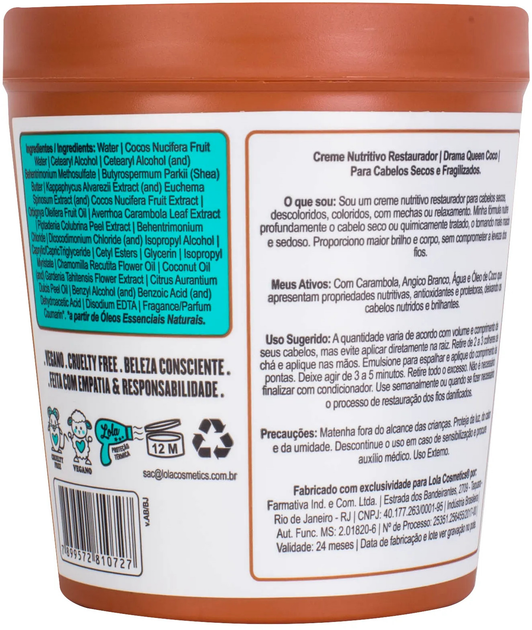 Ingredientes / Ingredients: Water | Cocos Nucifera Fruit
Water | Cetearyl Alcohol | Cetearyl Alcohol (and)
Behentrimonium Methosulfate | Butyrospermum Parkii (Shea)
Butter | Kappaphycus Alvarezii Extract (and) Euchema
Spinosum Extract (and) Cocos Nucifera Fruit Extract |
Orbignya Oleifera Fruit Oil | Averrhoa Carambola Leaf Extract
| Piptadenia Colubrina Peel Extract | Behentrimonium
Chloride | Dicocodimonium Chloride (and) Isopropyl Alcohol |
Caprylic/Capric Triglyceride | Cetyl Esters | Glycerin | Isopropyl
Myristate | Chamomilla Recutita Flower Oil | Coconut Oil
(and) Gardenia Tahitensis Flower Extract | Citrus Aurantium
Dulcis Peel Oil | Benzyl Alcohol (and) Benzoic Acid (and)
Dehydroacetic Acid | Disodium EDTA | Fragance/Parfum
Coumarin*. *a partir de Óleos Essenciais Naturais.
.VEGANO . CRUELTY FREE . BELEZA CONSCIENTE .
.FEITA COM EMPATIA & RESPONSABILIDADE .
CRUELTY
FREE
VEGANO
Lola
PROTEÇÃO
TÉRMICA
12 M
sac@lolacosmetics.com.br
v.AB/BJ
7899572810727
Creme Nutritivo Restaurador | Drama Queen Coco |
Para Cabelos Secos e Fragilizados.
O que sou: Sou um creme nutritivo restaurador para cabelos secos,
descoloridos, coloridos, com mechas ou relaxamento. Minha fórmula nutre
profundamente o cabelo seco ou quimicamente tratado, o tornando mais macio
e sedoso. Proporciono maior brilho e corpo, sem comprometer a leveza dos
fios.
Meus Ativos: Com Carambola, Angico Branco, Água e Óleo de Coco que
apresentam propriedades nutritivas, antioxidantes e protetoras, deixando os
cabelos nutridos e brilhantes.
Uso Sugerido: A quantidade varia de acordo com volume e comprimento de
seus cabelos, mas evite aplicar diretamente na raiz. Retire de 2 a 3 colheres de
chá e aplique nas mãos. Emulsione para espalhar e aplique do comprimento às
pontas. Deixe agir de 3 a 5 minutos. Retire todo o excesso. Não é necessário
finalizar com condicionador. Use semanalmente ou quando se fizer necessário
o processo de restauração dos fios danificados.
Precauções: Matenha fora do alcance das crianças. Proteja da luz, do calor
e da umidade. Descontinue o uso em caso de sensibilização e procure
auxílio médico. Uso Externo.
Fabricado com exclusividade para Lola Cosmetics® por:
Farmativa Ind. e Com. Ltda. | Estrada dos Bandeirantes, 2709 -
Rio de Janeiro - RJ | CNPJ: 40.177.263/0001-95 | Indústria Brasileira
Aut. Func. MS: 2.01820-6 | Nº de Processo:
Validade: 24 meses | Data de fabricação e lote ver gravação no pote.